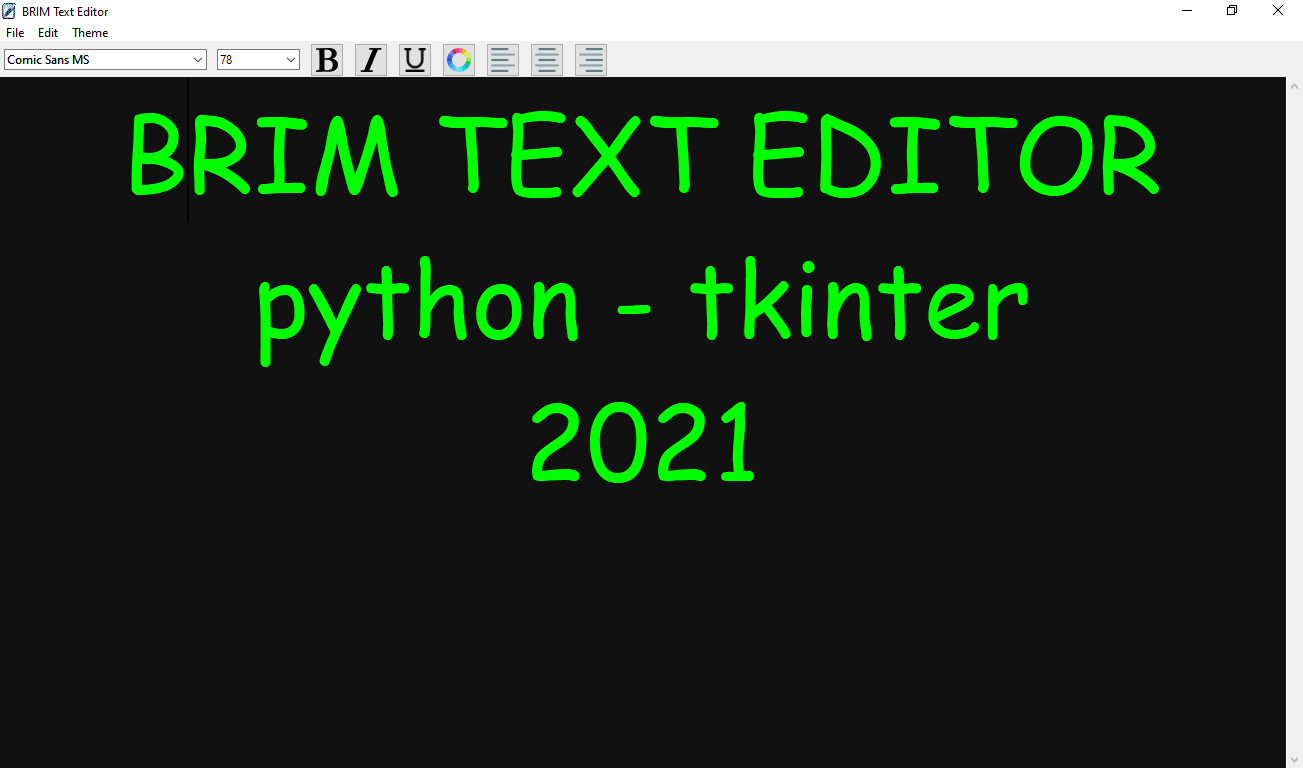 BRIM Text Editor
File Edit Theme
Comic Sans MS 78 B I U
BRIM TEXT EDITOR
python - tkinter
2021